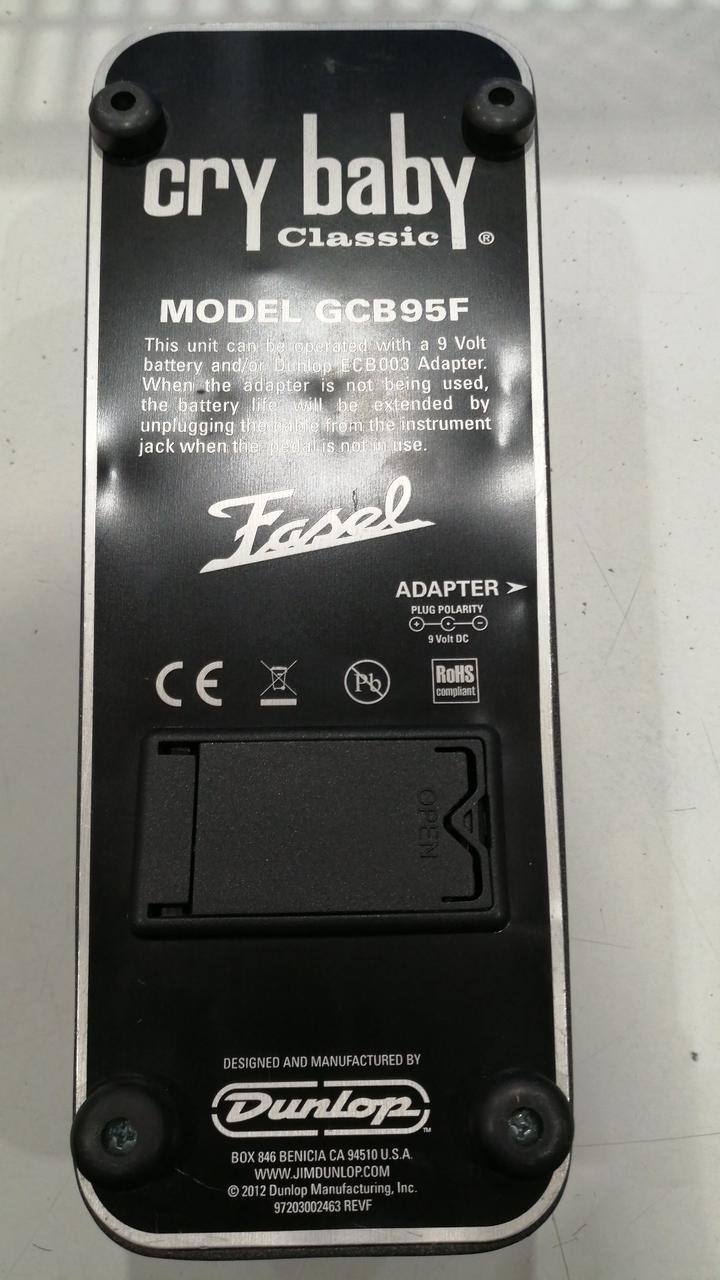 cry baby
Classic ®
MODEL GCB95F
This unit can be operated with a 9 Volt
battery and/or Dunlop ECB003 Adapter.
When the adapter is not being used,
the battery life will be extended by
unplugging the cable from the instrument
jack when the pedal is not in use.
Fasel
ADAPTER ➤
PLUG POLARITY
+ −
9 Volt DC
CE
Pb
RoHS
compliant
OPEN
DESIGNED AND MANUFACTURED BY
Dunlop™
BOX 846 BENICIA CA 94510 U.S.A.
WWW.JIMDUNLOP.COM
© 2012 Dunlop Manufacturing, Inc.
97203002463 REVF